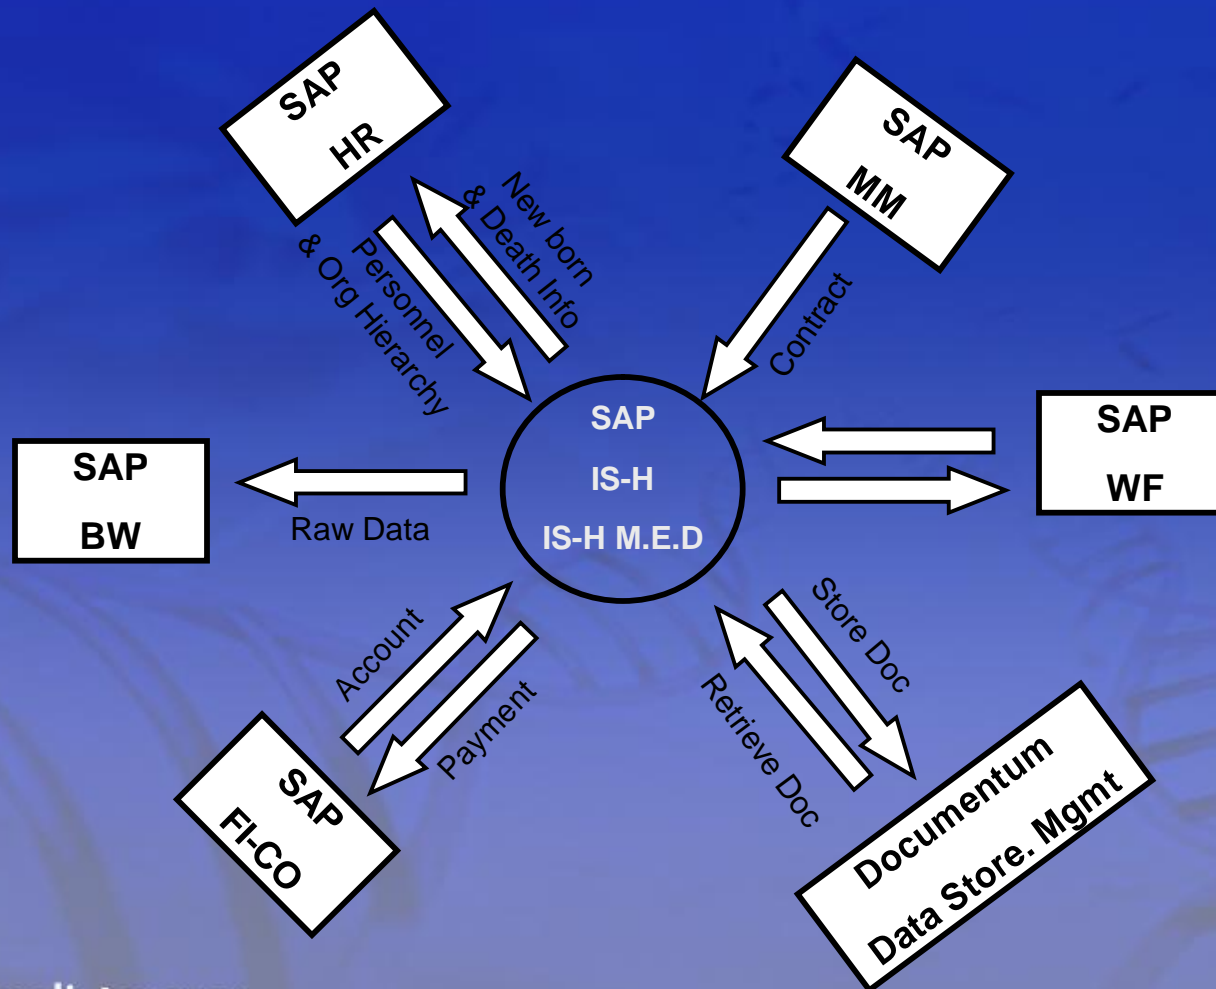 SAP
HR
SAP
MM
New born
& Death Info
Personnel
& Org Hierarchy
Contract
SAP
IS-H
IS-H M.E.D
SAP
WF
SAP
BW
Raw Data
Account
Payment
Store Doc
Retrieve Doc
SAP
FI-CO
Documentum
Data Store. Mgmt